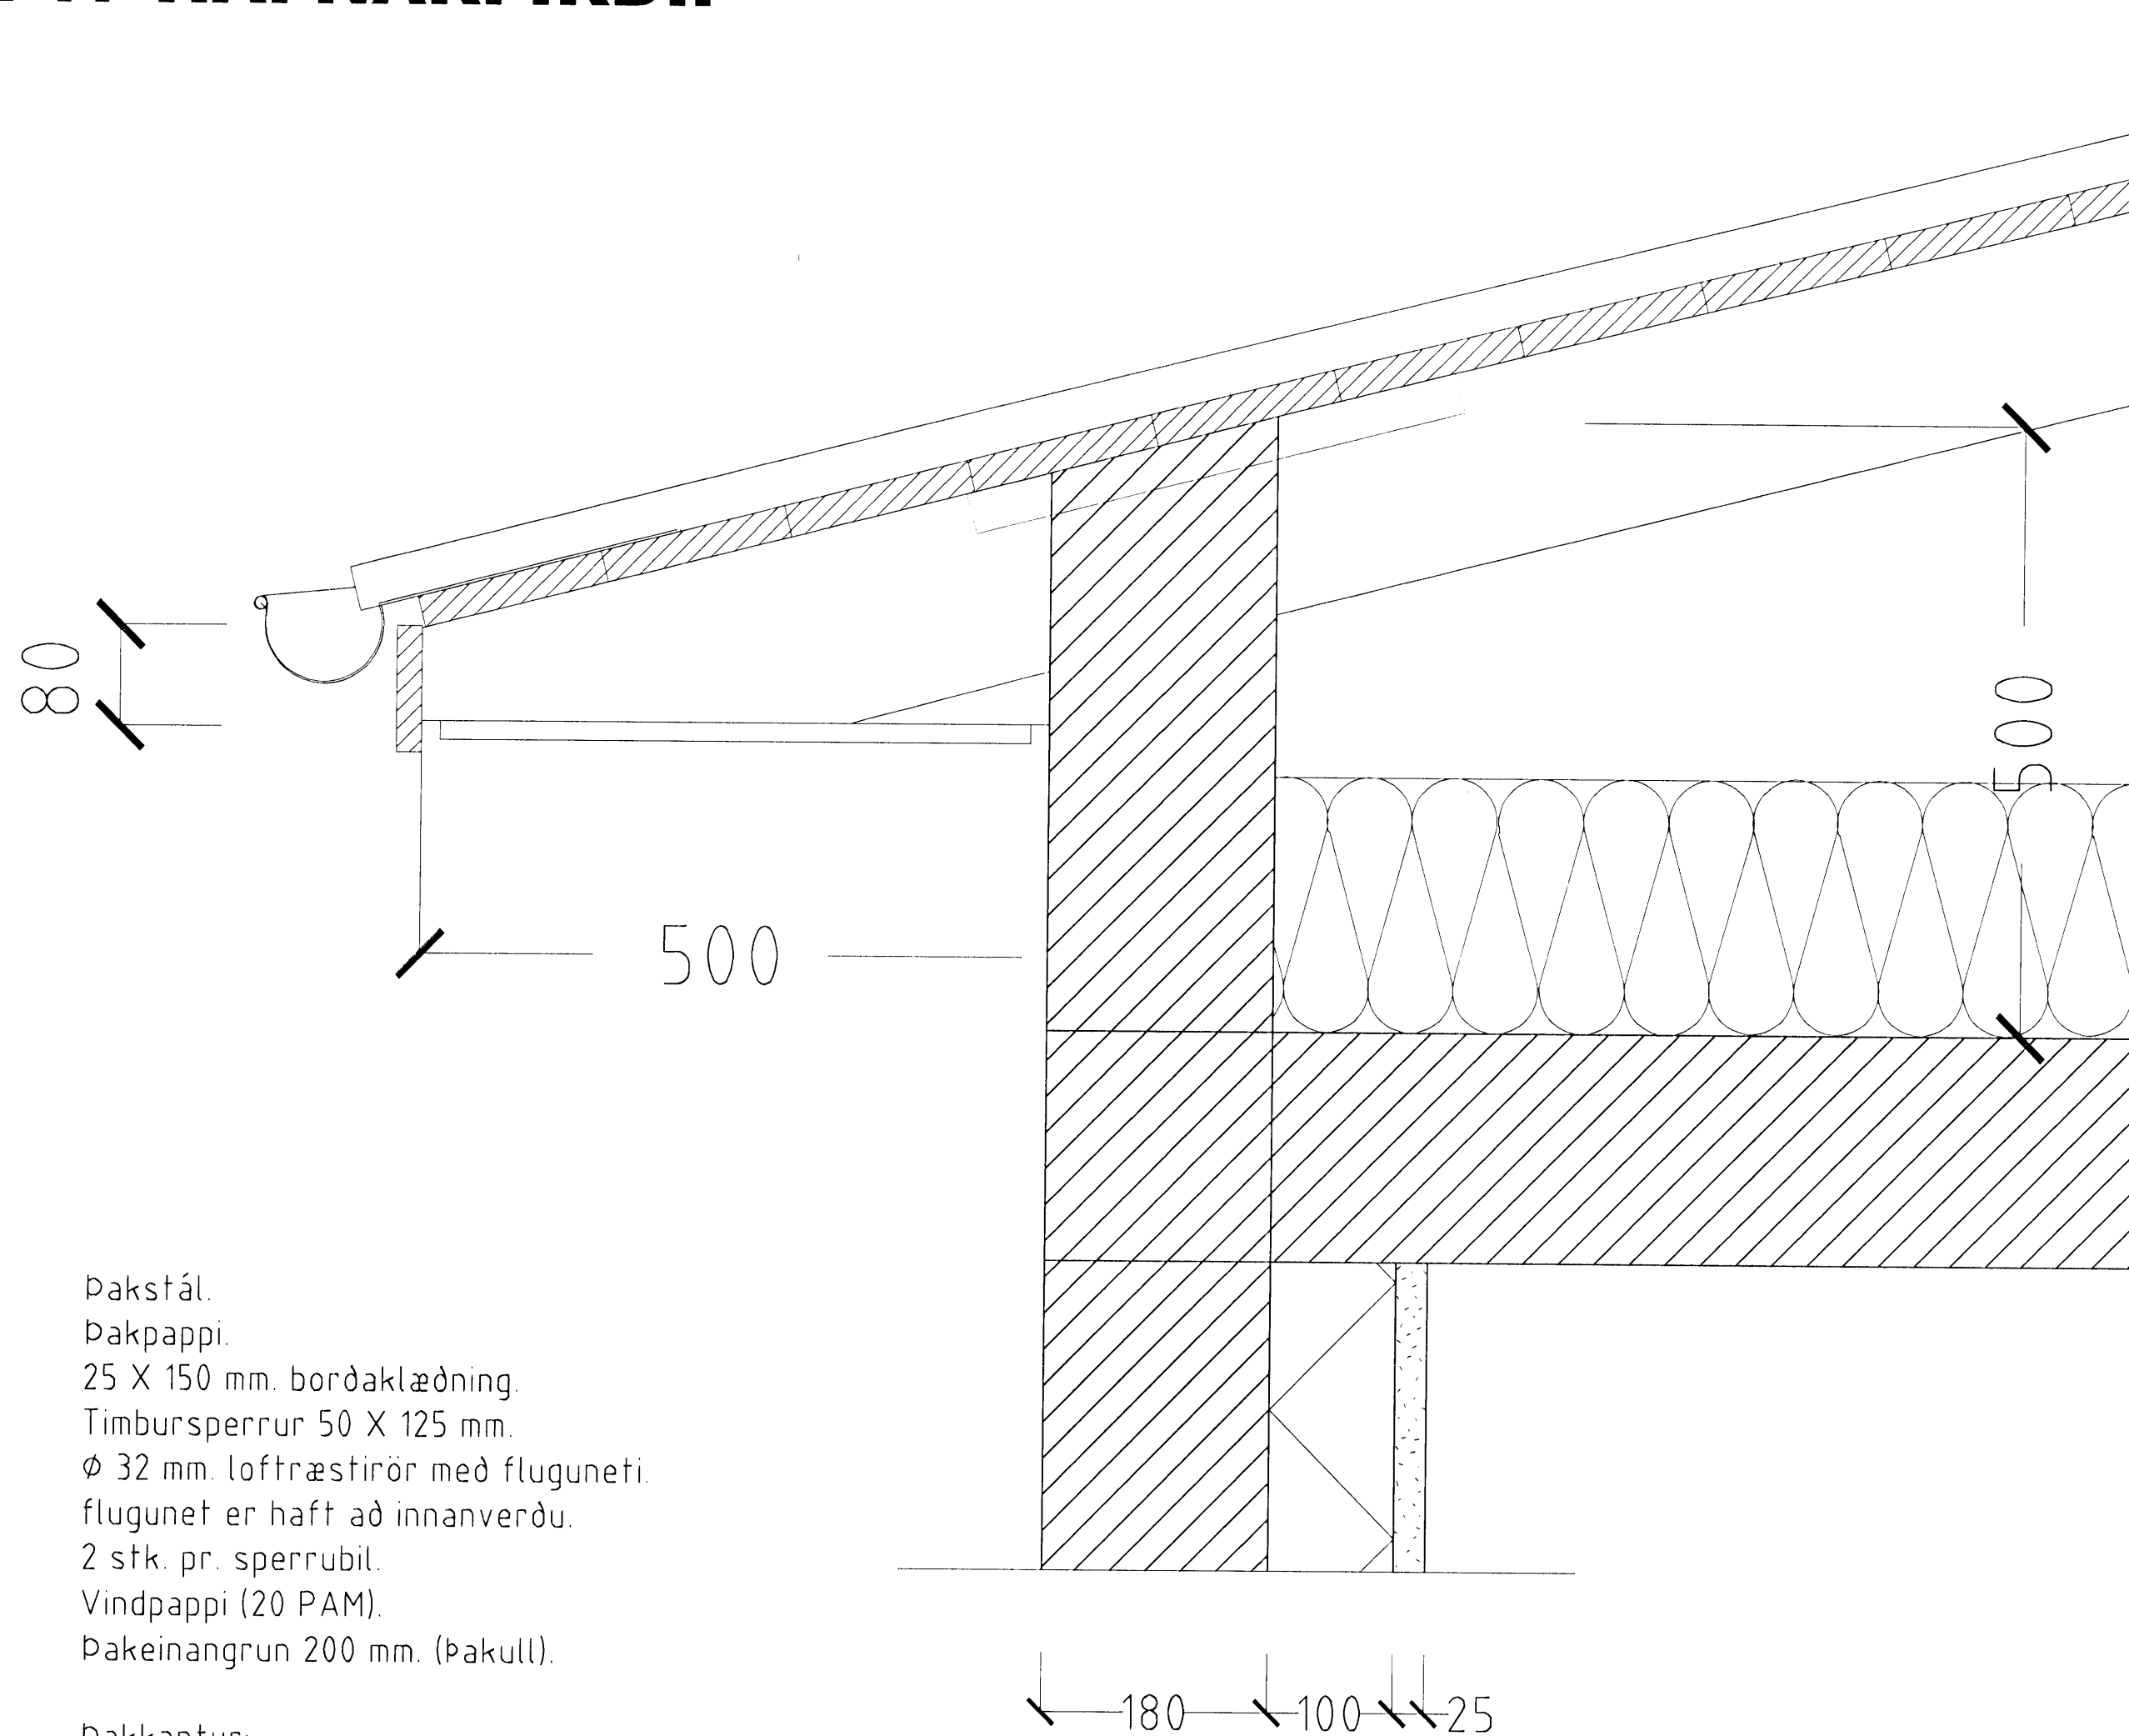 80
500
500
Þakstál.
Þakpappi.
25 X 150 mm. borðaklæðning.
Timbursperrur 50 X 125 mm.
Ø 32 mm. loftræstirör með fluguneti.
flugunet er haft að innanverðu.
2 stk. pr. sperrubil.
Vindpappi (20 PAM).
Þakeinangrun 200 mm. (Þakull).
180 100 25